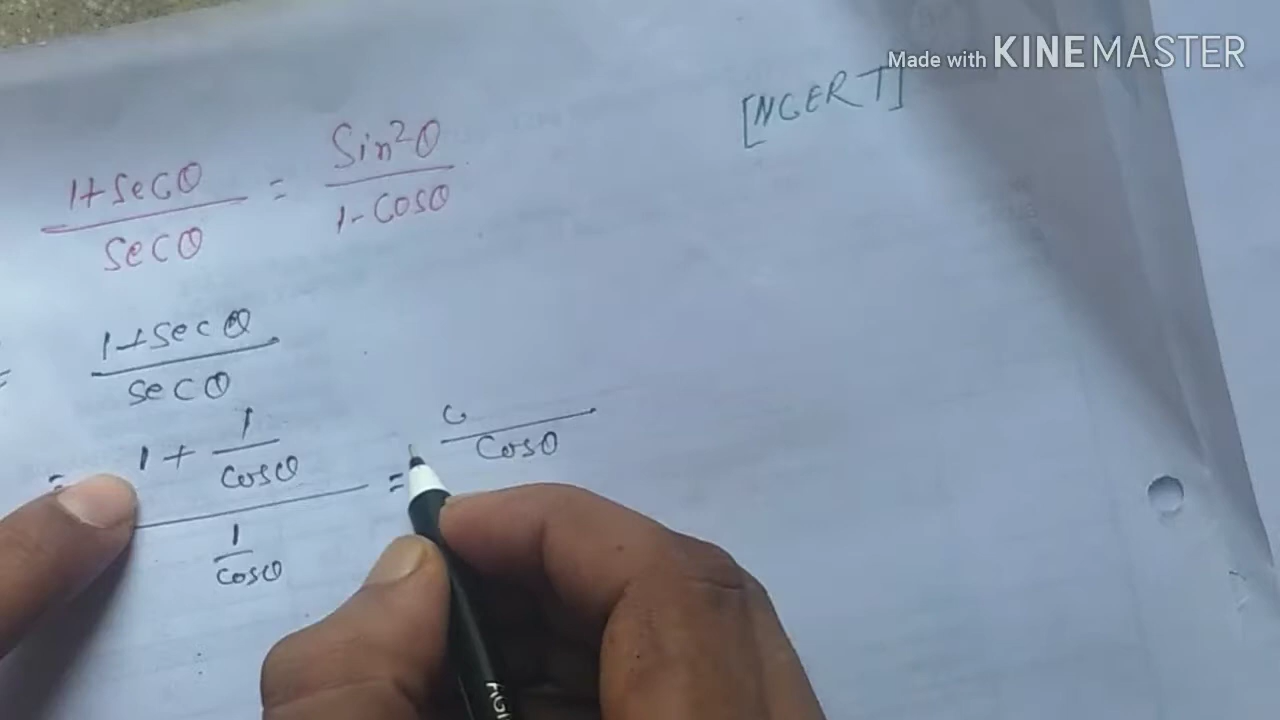 Made with KINEMASTER
[NCERT]
1+secθ/secθ = Sin²θ/1-cosθ
= 1+secθ/secθ
= 1 + 1/cosθ / 1/cosθ = C/cosθ
AGNI